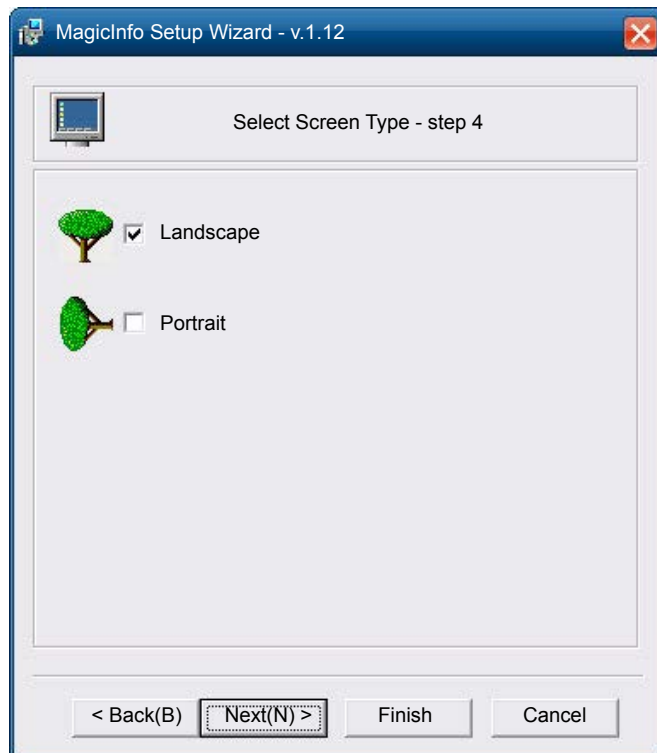 MagicInfo Setup Wizard - v.1.12
Select Screen Type - step 4
Landscape
Portrait
< Back(B) Next(N) > Finish Cancel